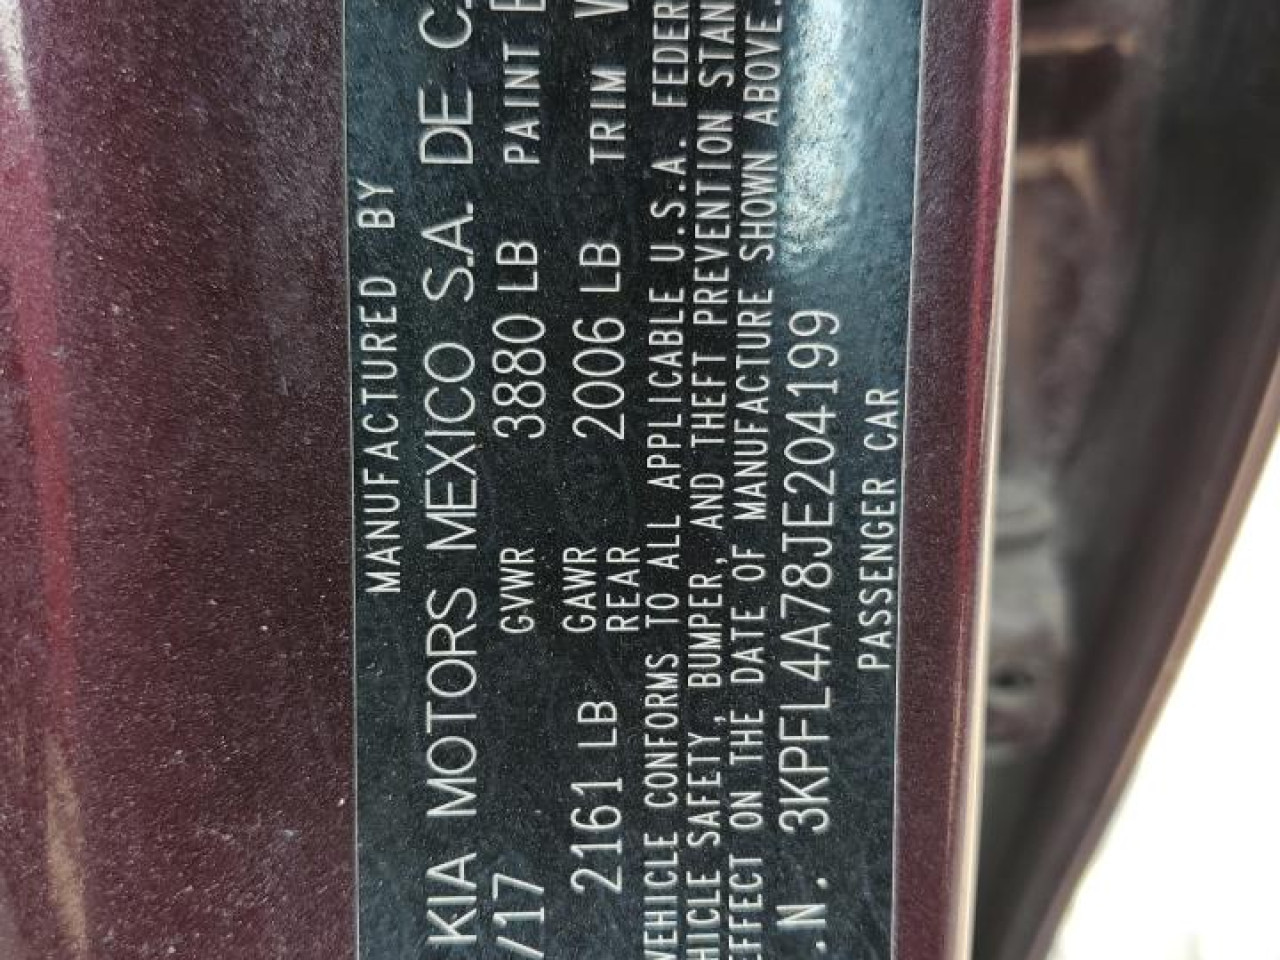 MANUFACTURED BY
KIA MOTORS MEXICO S.A. DE C.
/17 GVWR 3880 LB PAINT
2161 LB GAWR REAR 2006 LB TRIM
VEHICLE CONFORMS TO ALL APPLICABLE U.S.A. FEDER
HICLE SAFETY, BUMPER, AND THEFT PREVENTION STAN
EFFECT ON THE DATE OF MANUFACTURE SHOWN ABOVE.
.N. 3KPFL4A78JE204199
PASSENGER CAR